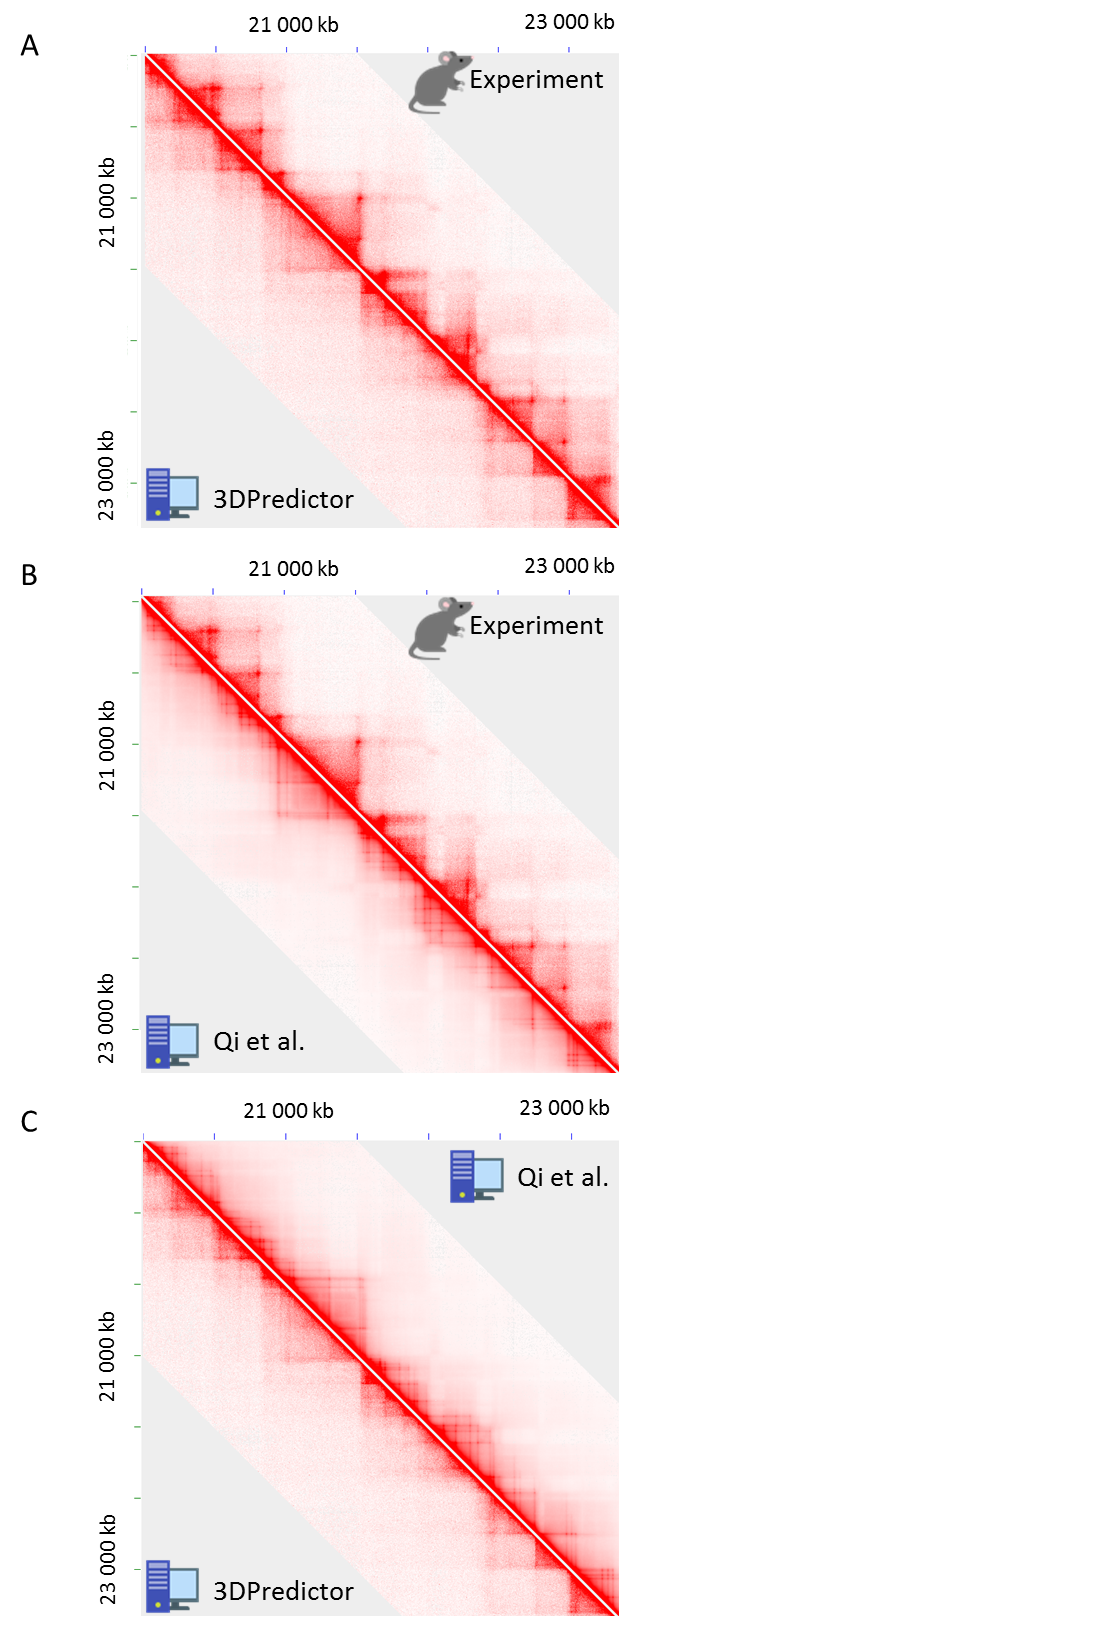 A
21 000 kb
23 000 kb
Experiment
21 000 kb
23 000 kb
3DPredictor
B
21 000 kb
23 000 kb
Experiment
21 000 kb
23 000 kb
Qi et al.
C
21 000 kb
23 000 kb
Qi et al.
21 000 kb
23 000 kb
3DPredictor